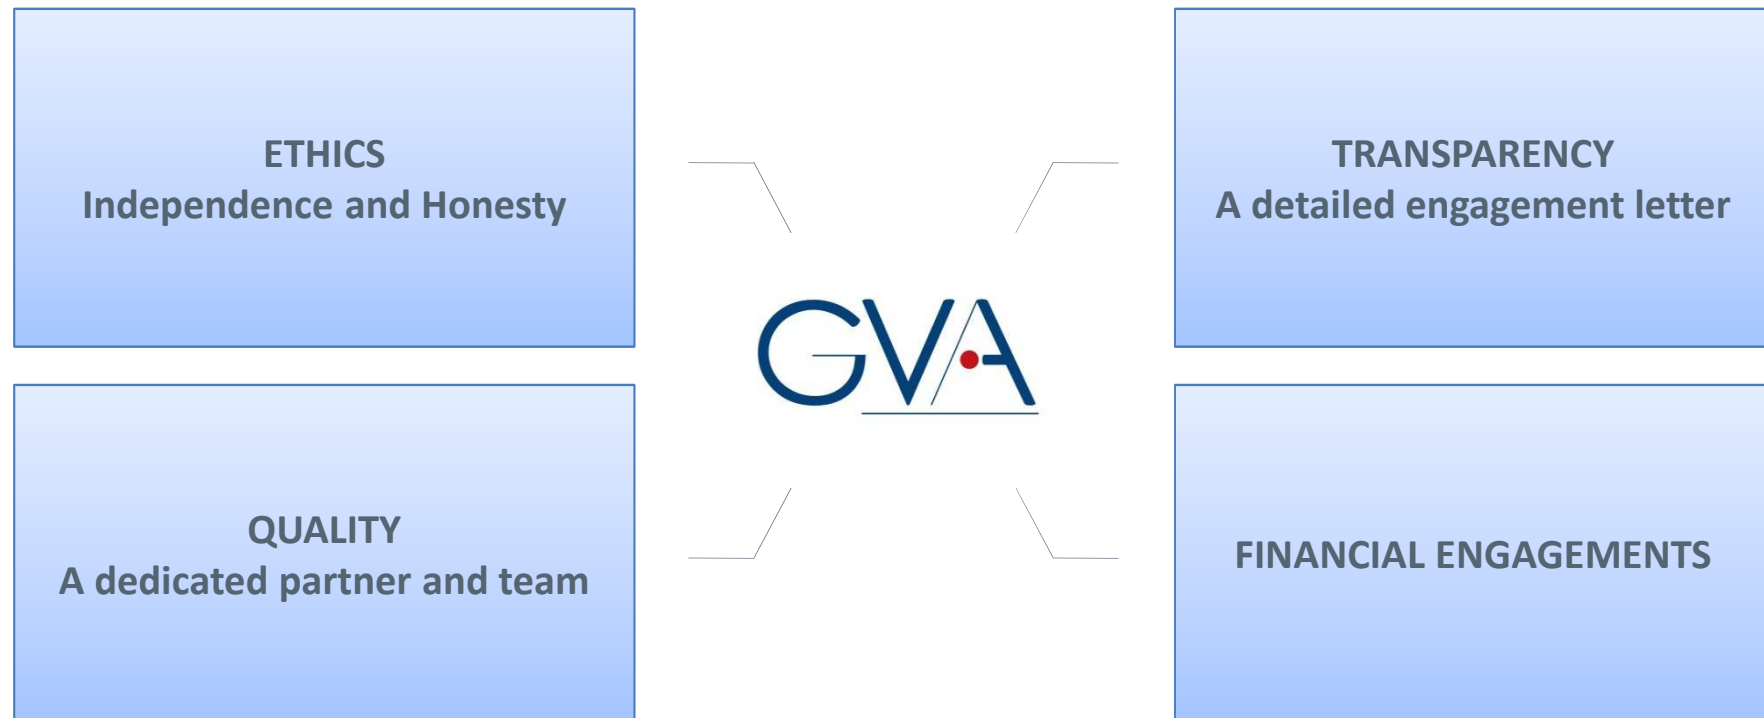 ETHICS
Independence and Honesty
TRANSPARENCY
A detailed engagement letter
GVA
QUALITY
A dedicated partner and team
FINANCIAL ENGAGEMENTS